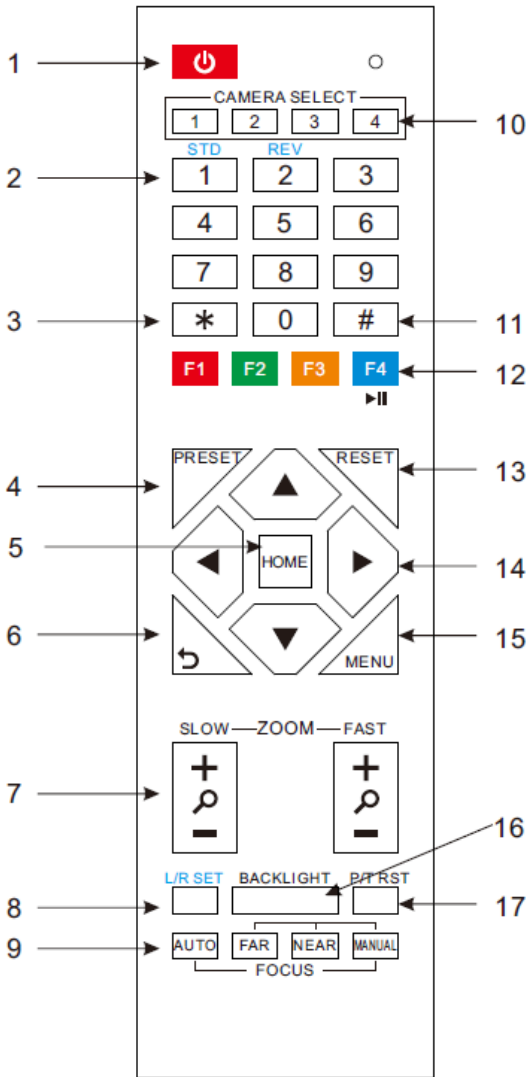 1
CAMERA SELECT
1 2 3 4
10
STD REV
2
1 2 3
4 5 6
7 8 9
3
* 0 #
11
F1 F2 F3 F4
12
PRESET RESET
4
13
5
HOME
14
6
15
MENU
SLOW ZOOM FAST
+ +
7
- -
16
L/R SET BACKLIGHT P/T RST
8
17
9
AUTO FAR NEAR MANUAL
FOCUS